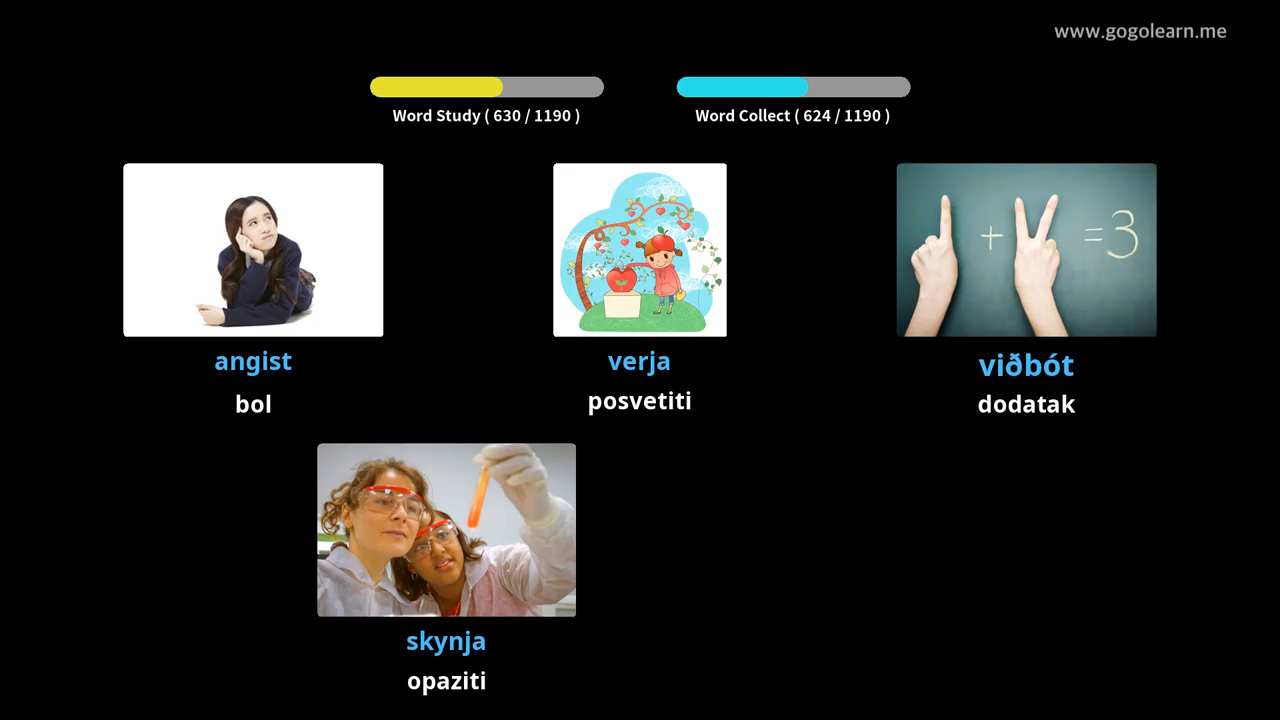 www.gogolearn.me
Word Study ( 630 / 1190 )
Word Collect ( 624 / 1190 )
+ =3
angist
bol
verja
posvetiti
viðbót
dodatak
skynja
opaziti